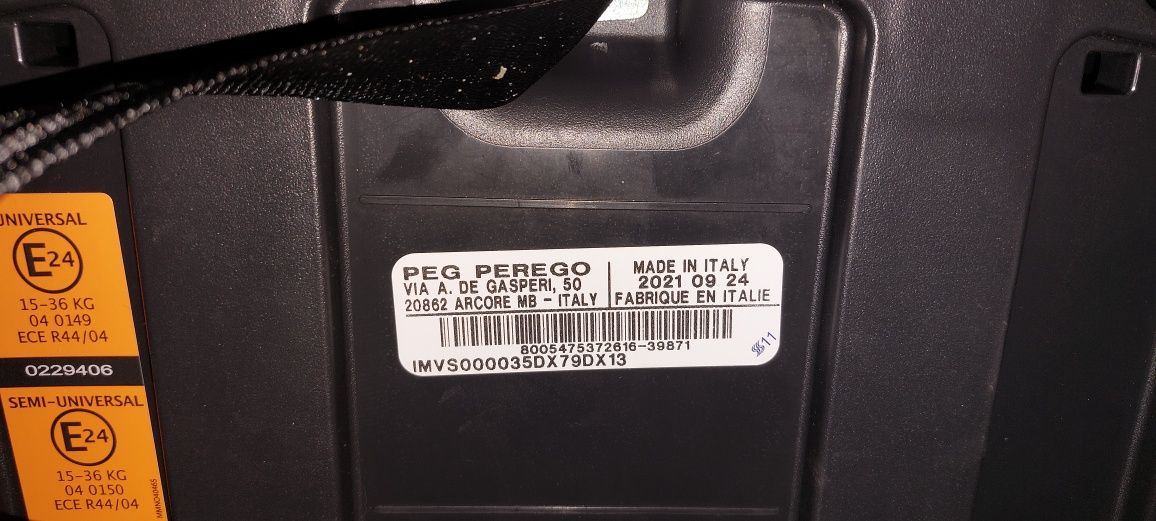 UNIVERSAL
E24
15-36 KG
04 0149
ECE R44/04
0229406
SEMI-UNIVERSAL
E24
15-36 KG
04 0150
ECE R44/04
PEG PEREGO
VIA A. DE GASPERI, 50
20862 ARCORE MB - ITALY
MADE IN ITALY
2021 09 24
FABRIQUE EN ITALIE
8005475372616-39871
IMVS000035DX79DX13